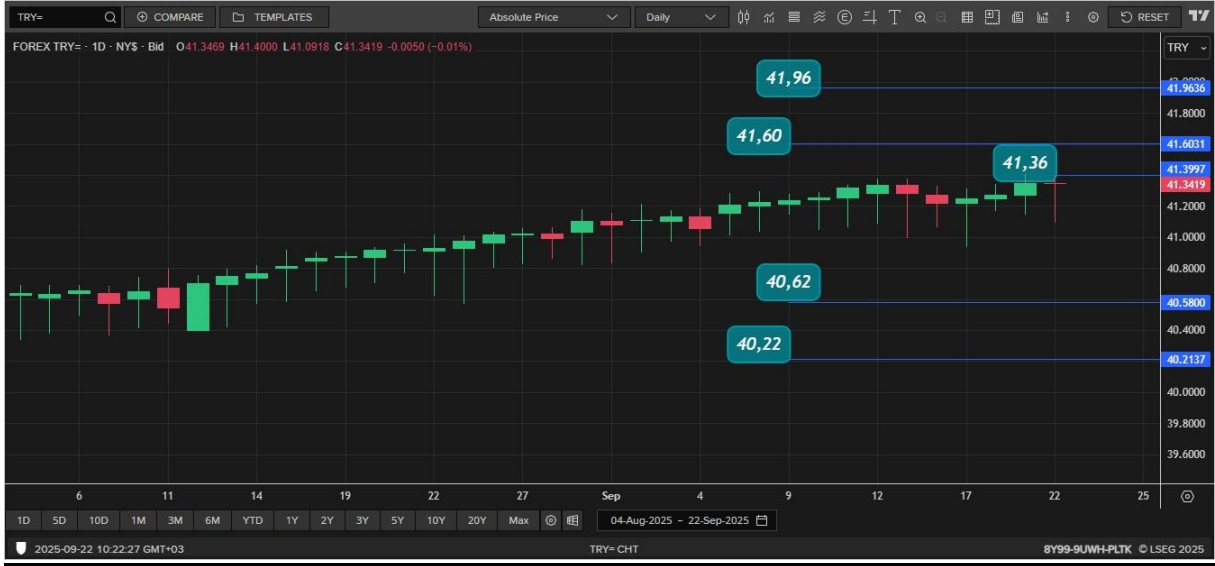 TRY=
COMPARE
TEMPLATES
Absolute Price
Daily
RESET
FOREX TRY= · 1D · NY$ · Bid O41.3469 H41.4000 L41.0918 C41.3419 -0.0050 (−0.01%)
TRY
41,96
41.9636
41.8000
41,60
41.6031
41,36
41.3997
41.3419
41.2000
41.0000
40.8000
40,62
40.5800
40.4000
40,22
40.2137
40.0000
39.8000
39.6000
6 11 14 19 22 27 Sep 4 9 12 17 22 25
1D 5D 10D 1M 3M 6M YTD 1Y 2Y 3Y 5Y 10Y 20Y Max 04-Aug-2025 - 22-Sep-2025
2025-09-22 10:22:27 GMT+03 TRY= CHT 8Y99-9UWH-PLTK © LSEG 2025